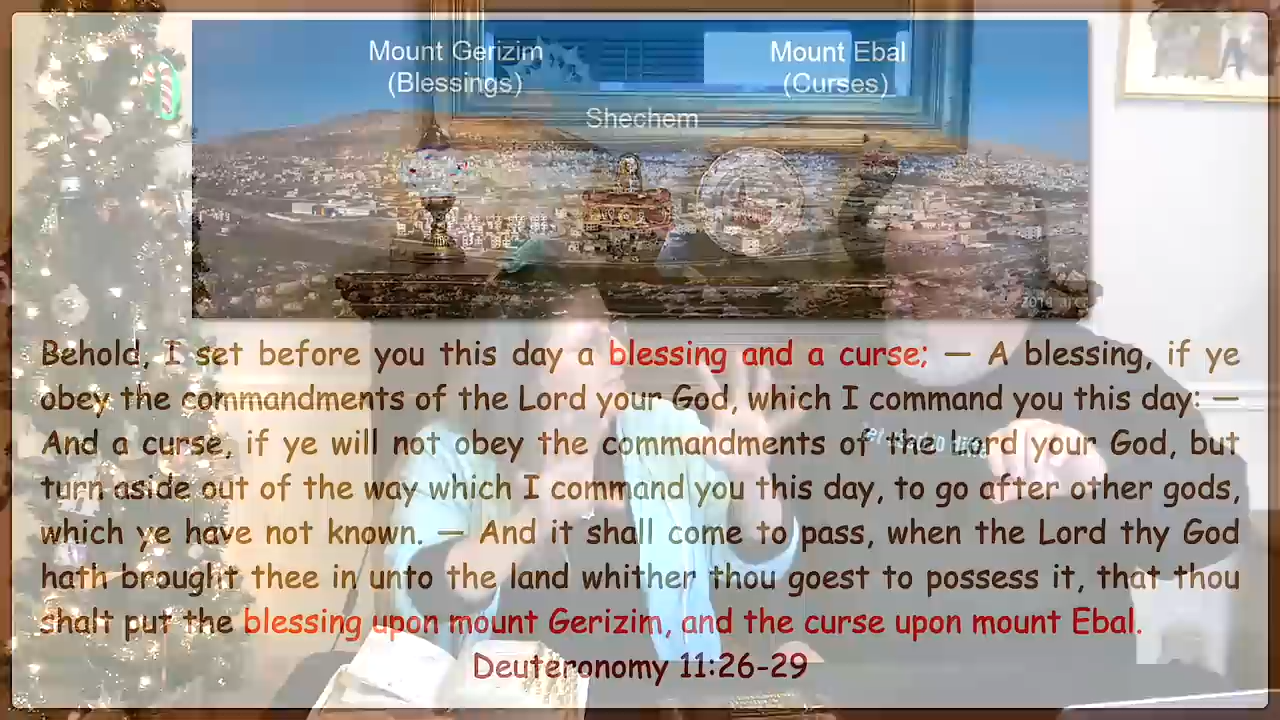 Mount Gerizim
(Blessings)
Mount Ebal
(Curses)
Shechem
Behold, I set before you this day a blessing and a curse; — A blessing, if ye
obey the commandments of the Lord your God, which I command you this day: —
And a curse, if ye will not obey the commandments of the Lord your God, but
turn aside out of the way which I command you this day, to go after other gods,
which ye have not known. — And it shall come to pass, when the Lord thy God
hath brought thee in unto the land whither thou goest to possess it, that thou
shalt put the blessing upon mount Gerizim, and the curse upon mount Ebal.
Deuteronomy 11:26-29